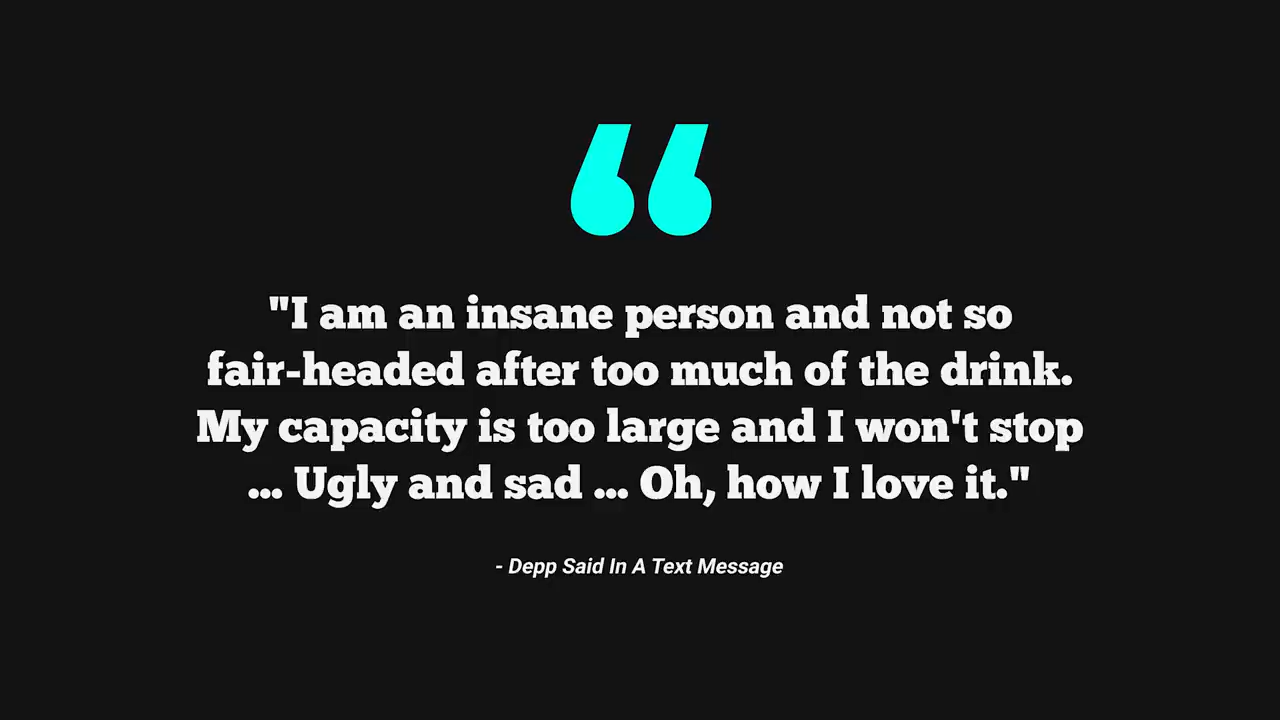 "I am an insane person and not so
fair-headed after too much of the drink.
My capacity is too large and I won't stop
... Ugly and sad ... Oh, how I love it."
- Depp Said In A Text Message